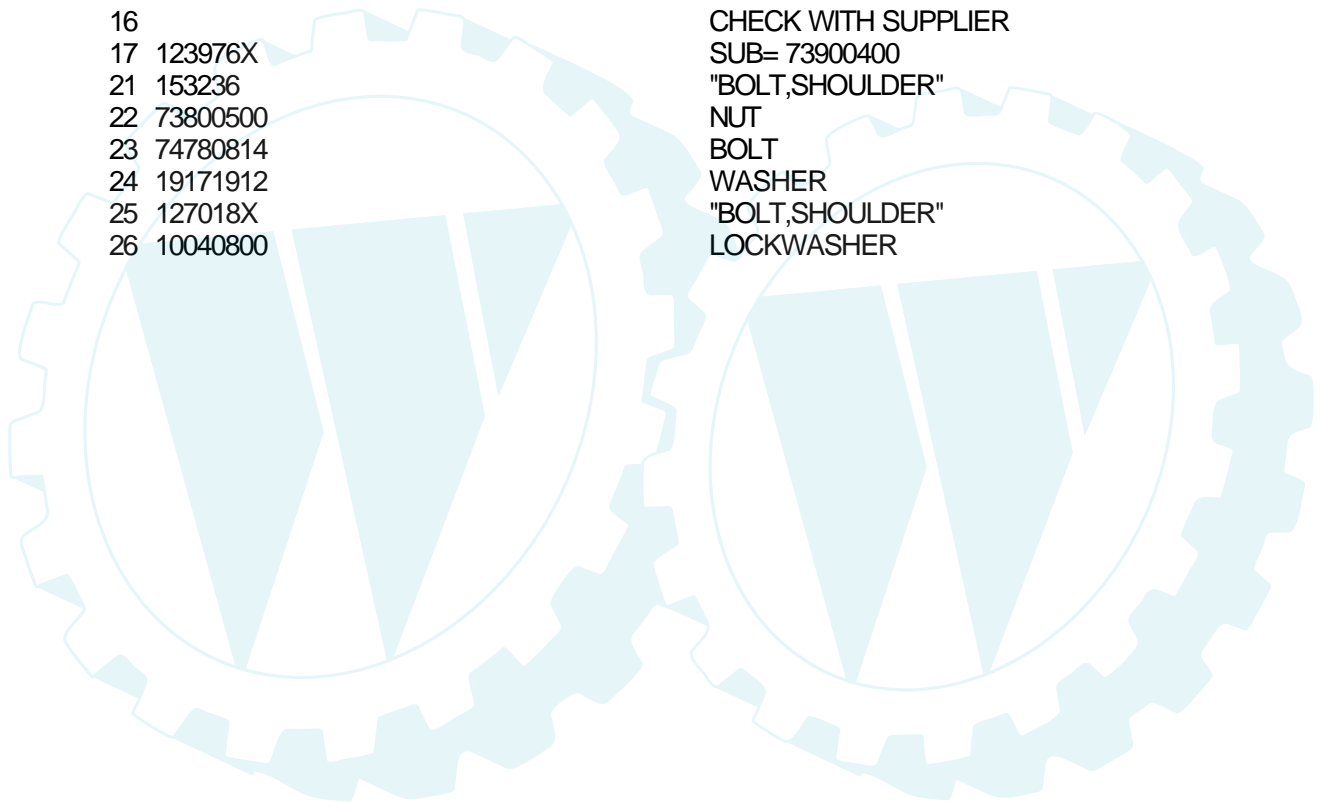 16 CHECK WITH SUPPLIER
17 123976X SUB= 73900400
21 153236 "BOLT,SHOULDER"
22 73800500 NUT
23 74780814 BOLT
24 19171912 WASHER
25 127018X "BOLT,SHOULDER"
26 10040800 LOCKWASHER